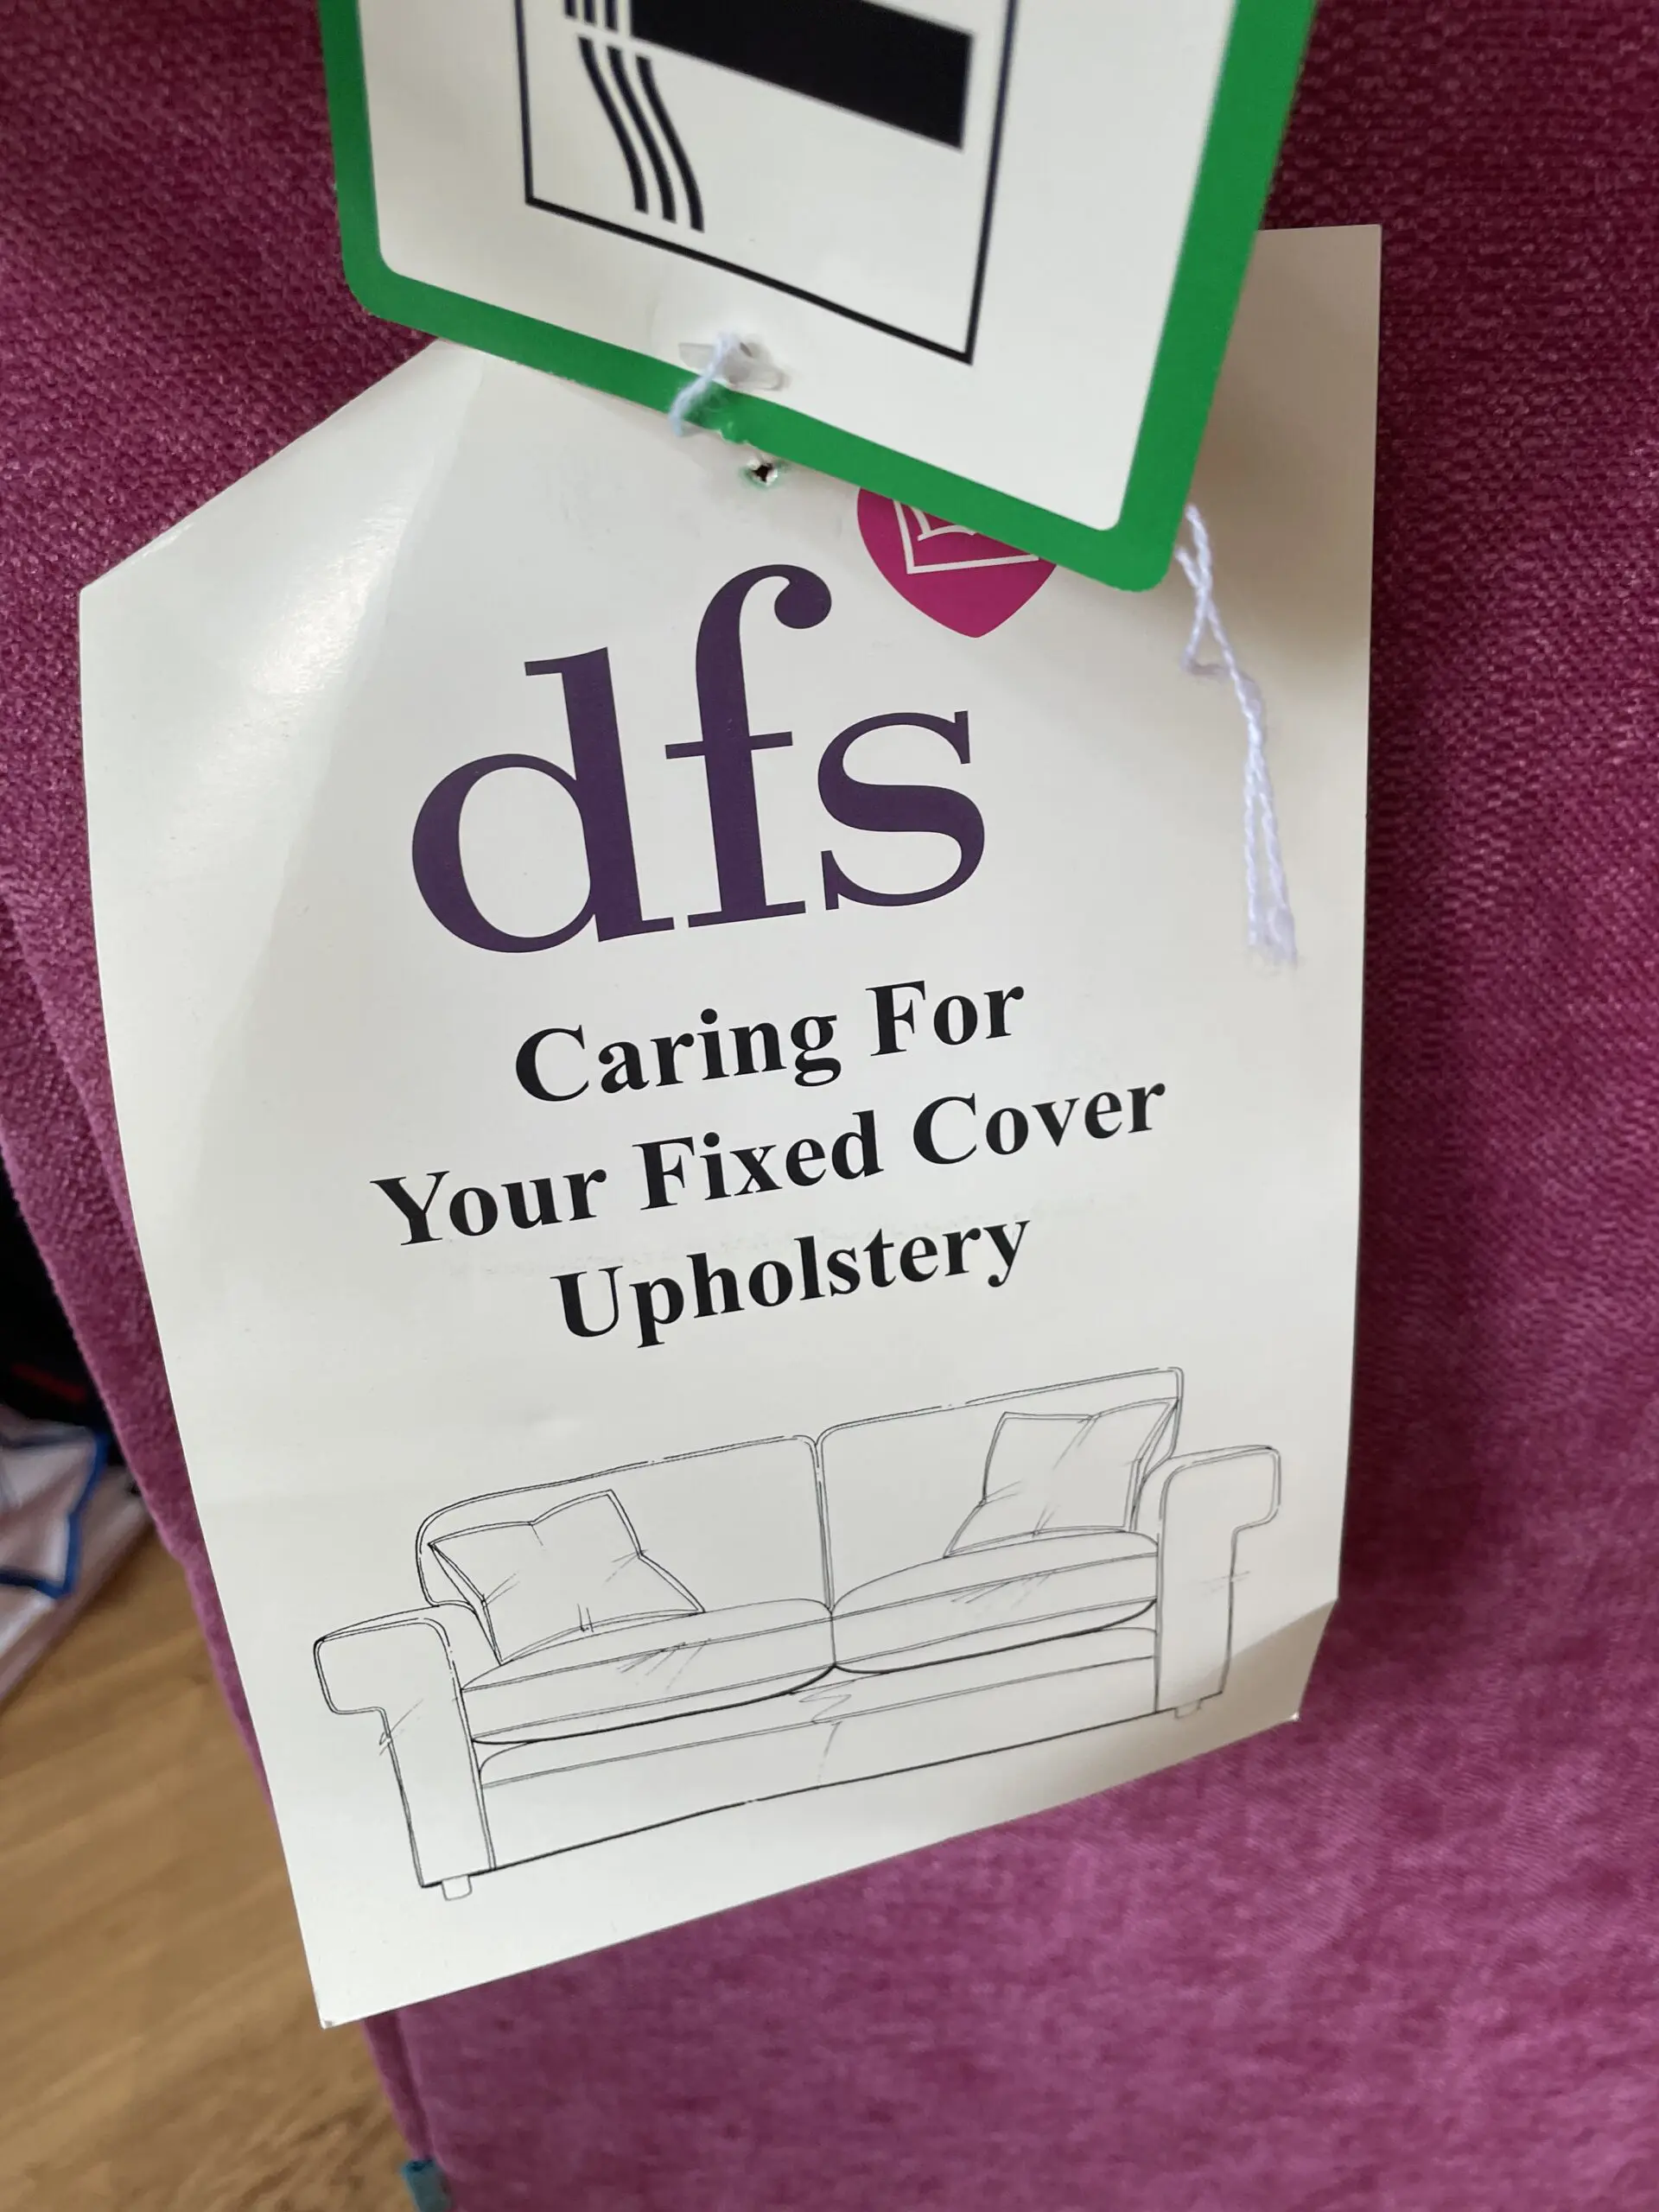 dfs
Caring For
Your Fixed Cover
Upholstery